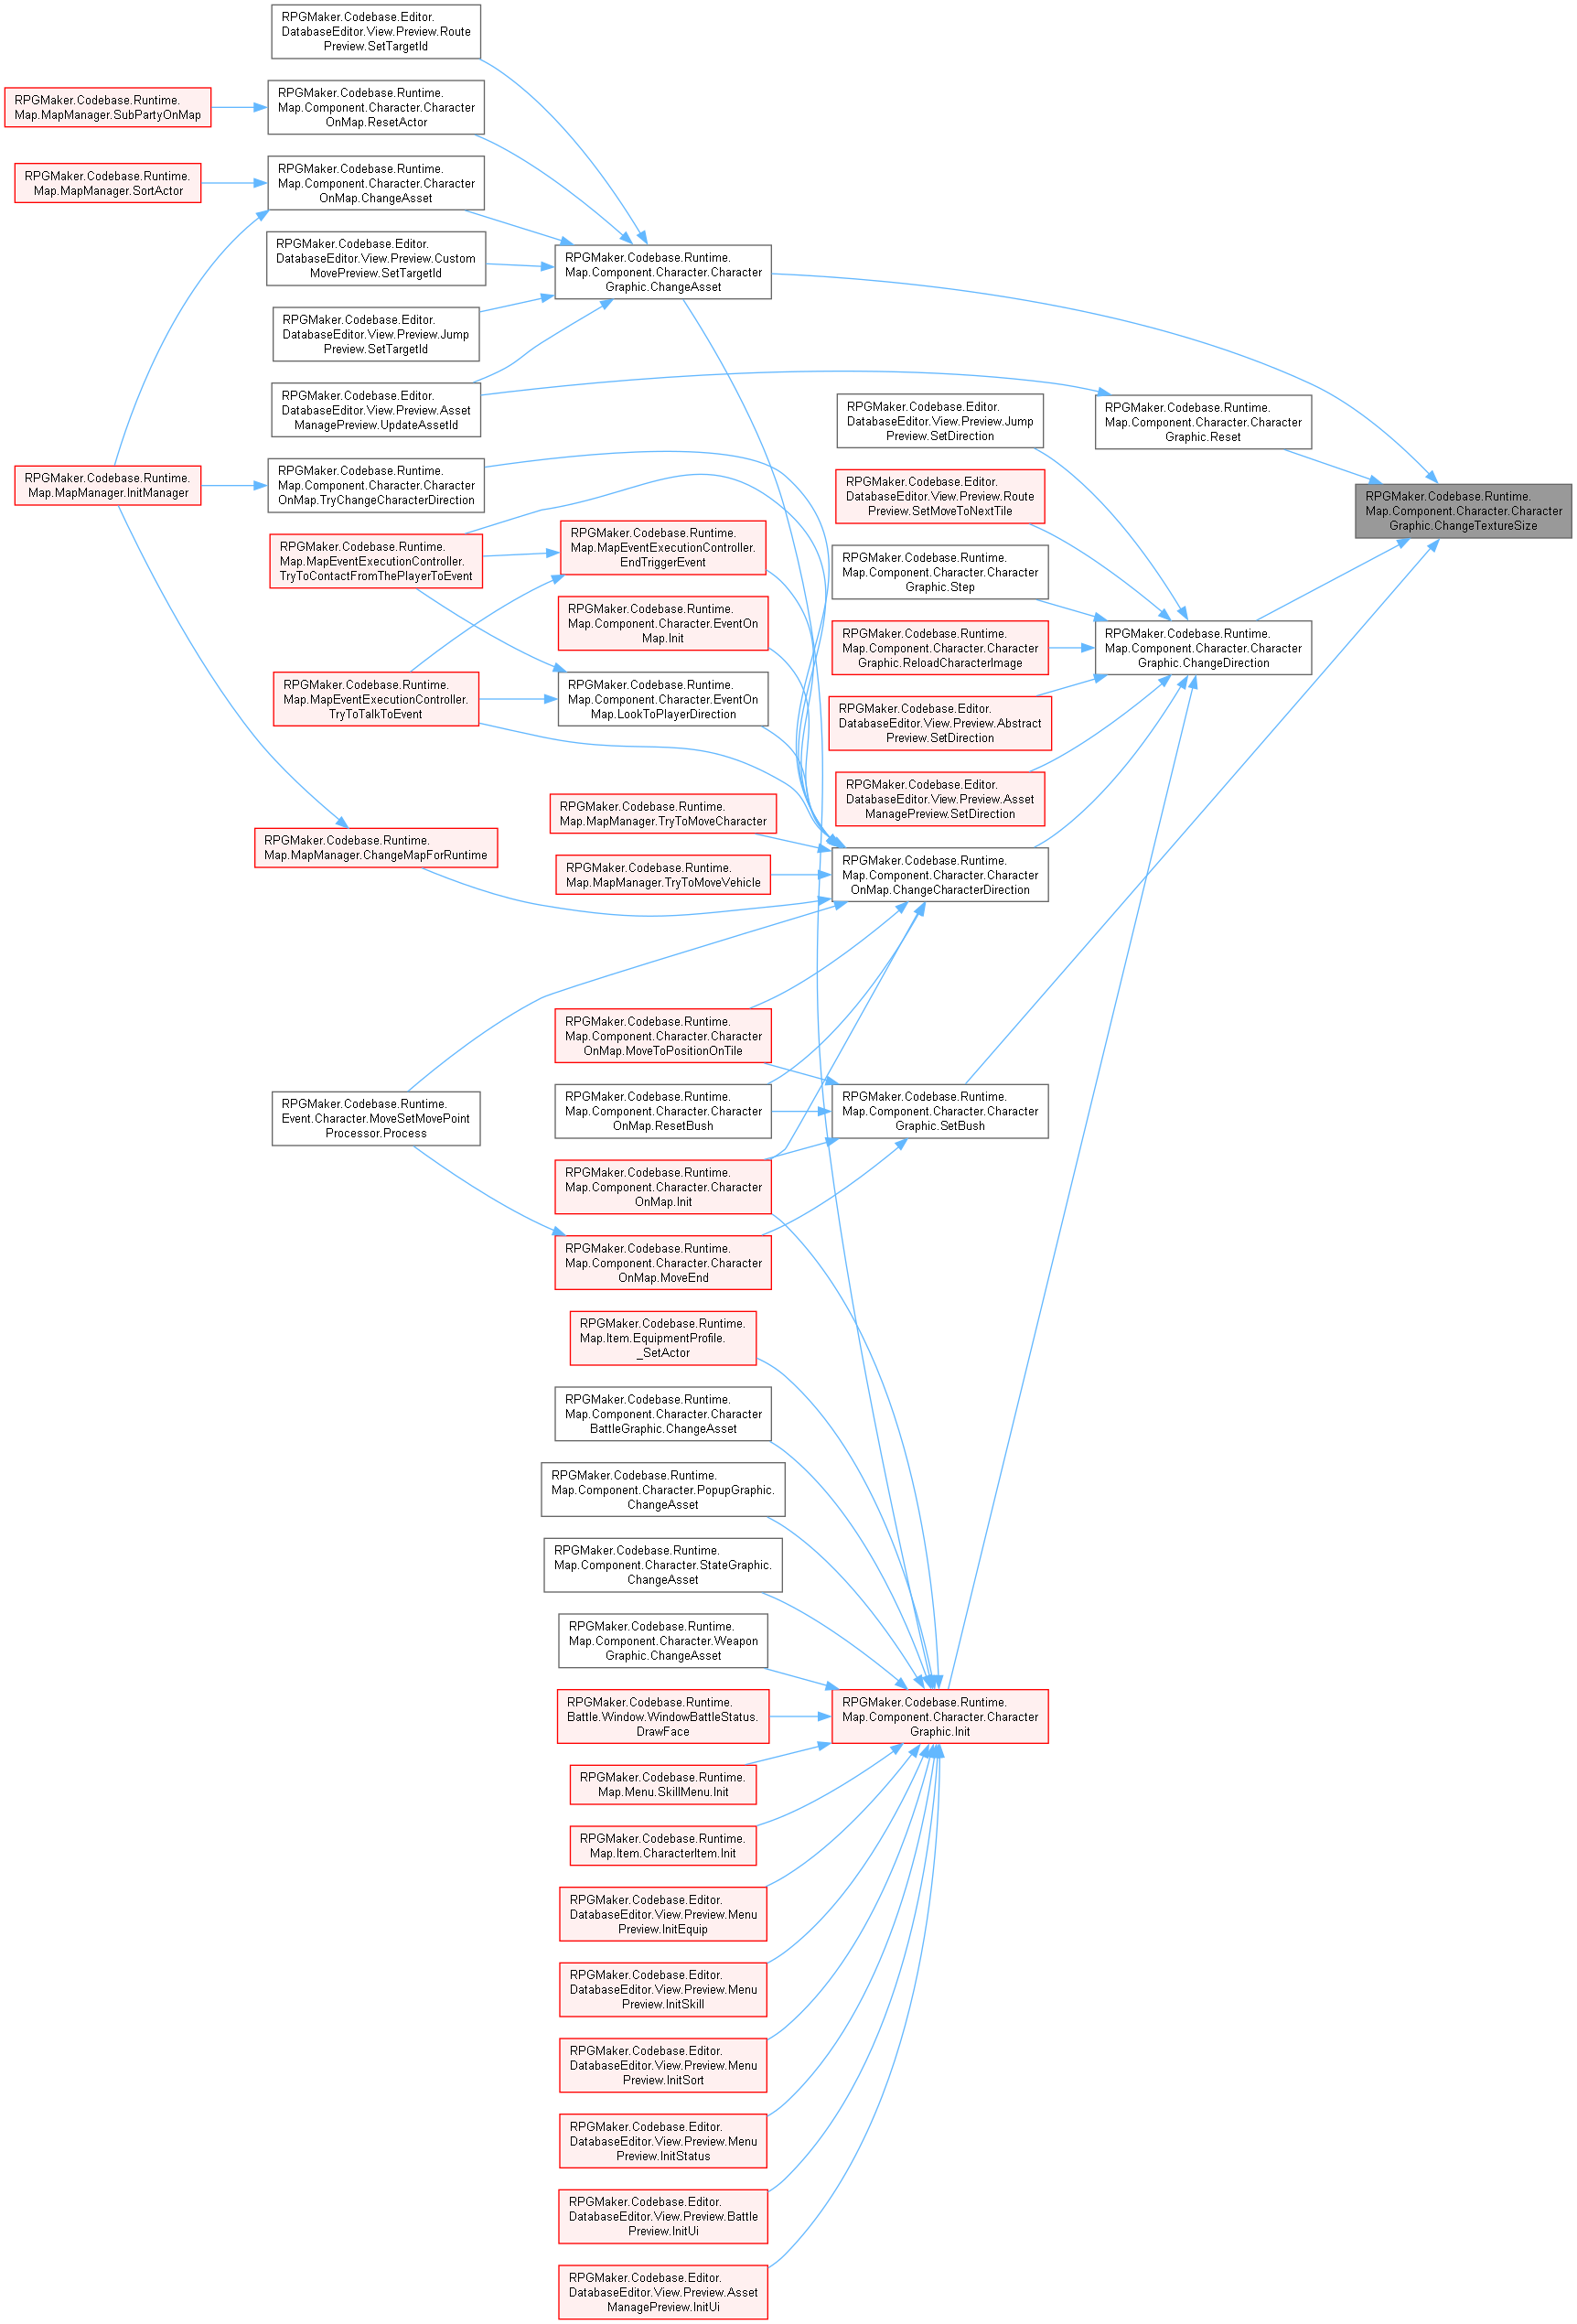 RPGMaker.Codebase.Editor.
DatabaseEditor.View.Preview.Route
Preview.SetTargetId
RPGMaker.Codebase.Runtime.
Map.MapManager.SubPartyOnMap
RPGMaker.Codebase.Runtime.
Map.Component.Character.Character
OnMap.ResetActor
RPGMaker.Codebase.Runtime.
Map.MapManager.SortActor
RPGMaker.Codebase.Runtime.
Map.Component.Character.Character
OnMap.ChangeAsset
RPGMaker.Codebase.Editor.
DatabaseEditor.View.Preview.Custom
MovePreview.SetTargetId
RPGMaker.Codebase.Runtime.
Map.Component.Character.Character
Graphic.ChangeAsset
RPGMaker.Codebase.Editor.
DatabaseEditor.View.Preview.Jump
Preview.SetTargetId
RPGMaker.Codebase.Editor.
DatabaseEditor.View.Preview.Asset
ManagePreview.UpdateAssetId
RPGMaker.Codebase.Editor.
DatabaseEditor.View.Preview.Jump
Preview.SetDirection
RPGMaker.Codebase.Runtime.
Map.Component.Character.Character
Graphic.Reset
RPGMaker.Codebase.Runtime.
Map.MapManager.InitManager
RPGMaker.Codebase.Runtime.
Map.Component.Character.Character
OnMap.TryChangeCharacterDirection
RPGMaker.Codebase.Editor.
DatabaseEditor.View.Preview.Route
Preview.SetMoveToNextTile
RPGMaker.Codebase.Runtime.
Map.Component.Character.Character
Graphic.ChangeTextureSize
RPGMaker.Codebase.Runtime.
Map.MapEventExecutionController.
TryToContactFromThePlayerToEvent
RPGMaker.Codebase.Runtime.
Map.MapEventExecutionController.
EndTriggerEvent
RPGMaker.Codebase.Runtime.
Map.Component.Character.Character
Graphic.Step
RPGMaker.Codebase.Runtime.
Map.Component.Character.EventOn
Map.Init
RPGMaker.Codebase.Runtime.
Map.Component.Character.Character
Graphic.ReloadCharacterImage
RPGMaker.Codebase.Runtime.
Map.Component.Character.Character
Graphic.ChangeDirection
RPGMaker.Codebase.Runtime.
Map.MapEventExecutionController.
TryToTalkToEvent
RPGMaker.Codebase.Runtime.
Map.Component.Character.EventOn
Map.LookToPlayerDirection
RPGMaker.Codebase.Editor.
DatabaseEditor.View.Preview.Abstract
Preview.SetDirection
RPGMaker.Codebase.Editor.
DatabaseEditor.View.Preview.Asset
ManagePreview.SetDirection
RPGMaker.Codebase.Runtime.
Map.MapManager.TryToMoveCharacter
RPGMaker.Codebase.Runtime.
Map.MapManager.ChangeMapForRuntime
RPGMaker.Codebase.Runtime.
Map.MapManager.TryToMoveVehicle
RPGMaker.Codebase.Runtime.
Map.Component.Character.Character
OnMap.ChangeCharacterDirection
RPGMaker.Codebase.Runtime.
Map.Component.Character.Character
OnMap.MoveToPositionOnTile
RPGMaker.Codebase.Runtime.
Event.Character.MoveSetMovePoint
Processor.Process
RPGMaker.Codebase.Runtime.
Map.Component.Character.Character
OnMap.ResetBush
RPGMaker.Codebase.Runtime.
Map.Component.Character.Character
Graphic.SetBush
RPGMaker.Codebase.Runtime.
Map.Component.Character.Character
OnMap.Init
RPGMaker.Codebase.Runtime.
Map.Component.Character.Character
OnMap.MoveEnd
RPGMaker.Codebase.Runtime.
Map.Item.EquipmentProfile.
_SetActor
RPGMaker.Codebase.Runtime.
Map.Component.Character.Character
BattleGraphic.ChangeAsset
RPGMaker.Codebase.Runtime.
Map.Component.Character.PopupGraphic.
ChangeAsset
RPGMaker.Codebase.Runtime.
Map.Component.Character.StateGraphic.
ChangeAsset
RPGMaker.Codebase.Runtime.
Map.Component.Character.Weapon
Graphic.ChangeAsset
RPGMaker.Codebase.Runtime.
Battle.Window.WindowBattleStatus.
DrawFace
RPGMaker.Codebase.Runtime.
Map.Component.Character.Character
Graphic.Init
RPGMaker.Codebase.Runtime.
Map.Menu.SkillMenu.Init
RPGMaker.Codebase.Runtime.
Map.Item.CharacterItem.Init
RPGMaker.Codebase.Editor.
DatabaseEditor.View.Preview.Menu
Preview.InitEquip
RPGMaker.Codebase.Editor.
DatabaseEditor.View.Preview.Menu
Preview.InitSkill
RPGMaker.Codebase.Editor.
DatabaseEditor.View.Preview.Menu
Preview.InitSort
RPGMaker.Codebase.Editor.
DatabaseEditor.View.Preview.Menu
Preview.InitStatus
RPGMaker.Codebase.Editor.
DatabaseEditor.View.Preview.Battle
Preview.InitUi
RPGMaker.Codebase.Editor.
DatabaseEditor.View.Preview.Asset
ManagePreview.InitUi